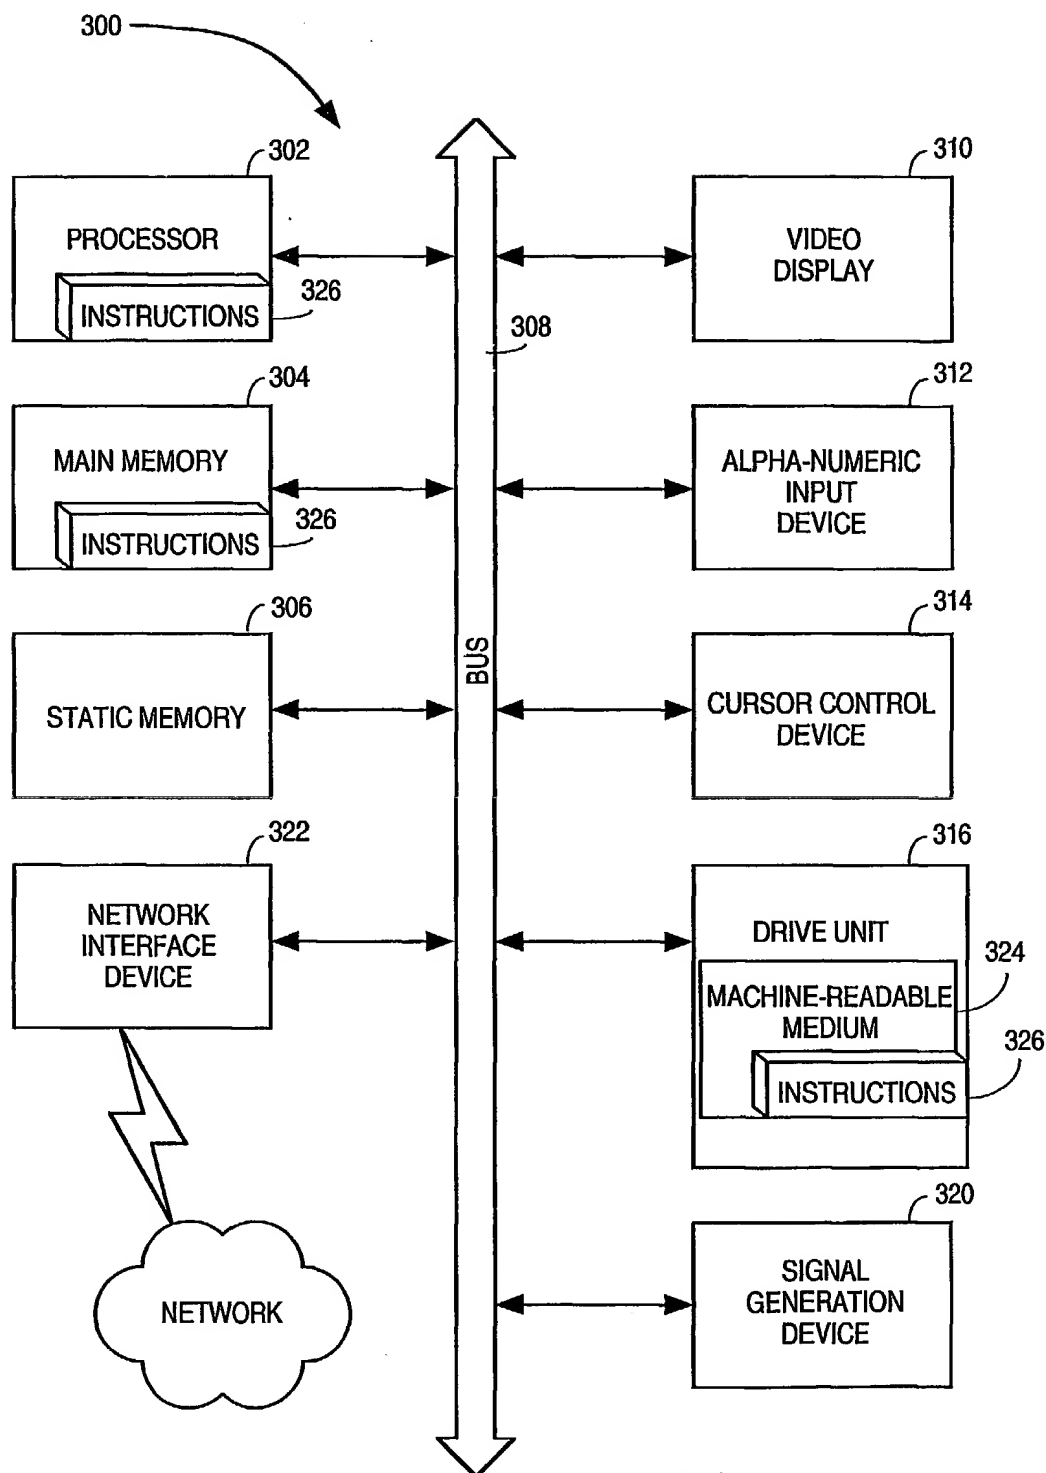 300
302
PROCESSOR
INSTRUCTIONS
326
304
MAIN MEMORY
INSTRUCTIONS
326
306
STATIC MEMORY
322
NETWORK
INTERFACE
DEVICE
NETWORK
308
BUS
310
VIDEO
DISPLAY
312
ALPHA-NUMERIC
INPUT
DEVICE
314
CURSOR CONTROL
DEVICE
316
DRIVE UNIT
324
MACHINE-READABLE
MEDIUM
326
INSTRUCTIONS
320
SIGNAL
GENERATION
DEVICE